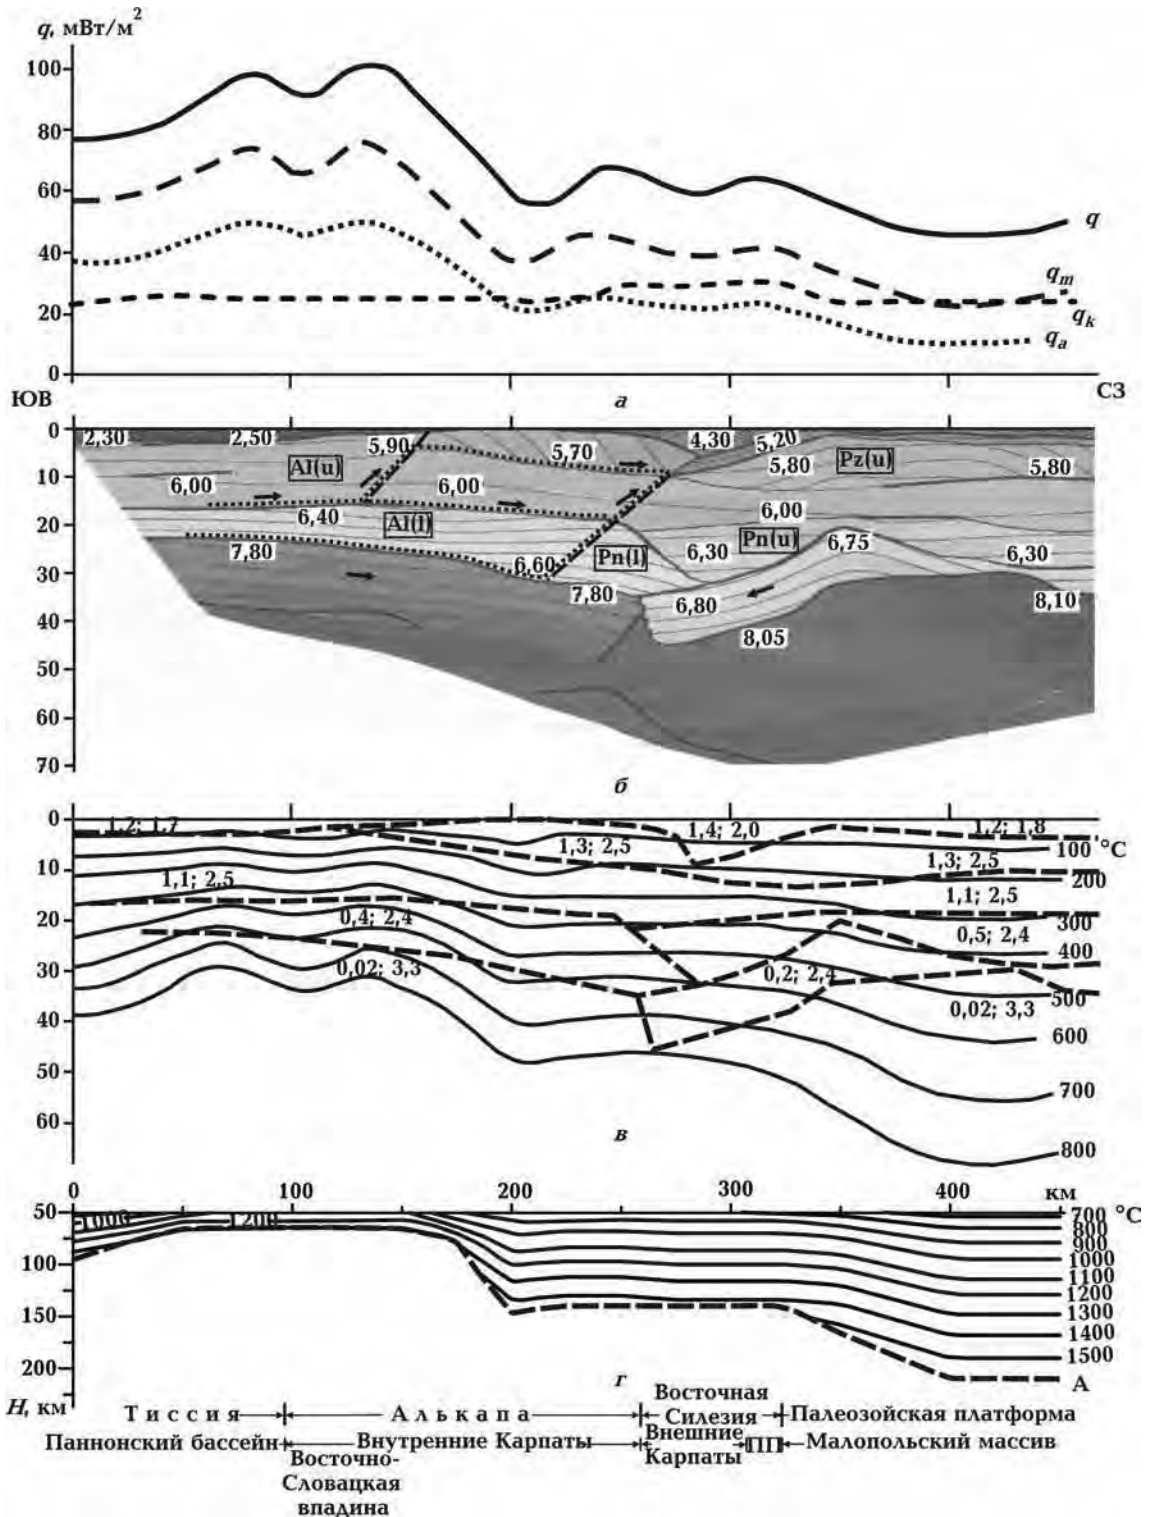 q, мВт/м²
100
80
60
40
20
0
q
qm
qk
qa
ЮВ
а
СЗ
0
10
20
30
40
50
60
70
2,30
2,50
5,90
5,70
4,30
5,20
5,80
Pz(u)
5,80
Al(u)
6,00
6,00
6,00
6,40
Al(l)
7,80
6,60
Pn(l)
6,30
Pn(u)
6,75
6,30
7,80
6,80
8,05
8,10
б
0
10
20
30
40
50
60
1,2; 1,7
1,4; 2,0
1,2; 1,8
1,3; 2,5
1,3; 2,5
1,1; 2,5
1,1; 2,5
0,4; 2,4
0,5; 2,4
0,02; 3,3
0,2; 2,4
0,02; 3,3
100 °C
200
300
400
500
600
700
800
в
0
100
200
300
400
км
50
100
150
200
H, км
1000
1200
700 °C
800
900
1000
1100
1200
1300
1400
1500
А
г
Тиссия
Алькапа
Восточная Силезия
Палеозойская платформа
Паннонский бассейн
Внутренние Карпаты
Внешние Карпаты
ПП
Малопольский массив
Восточно-
Словацкая
впадина